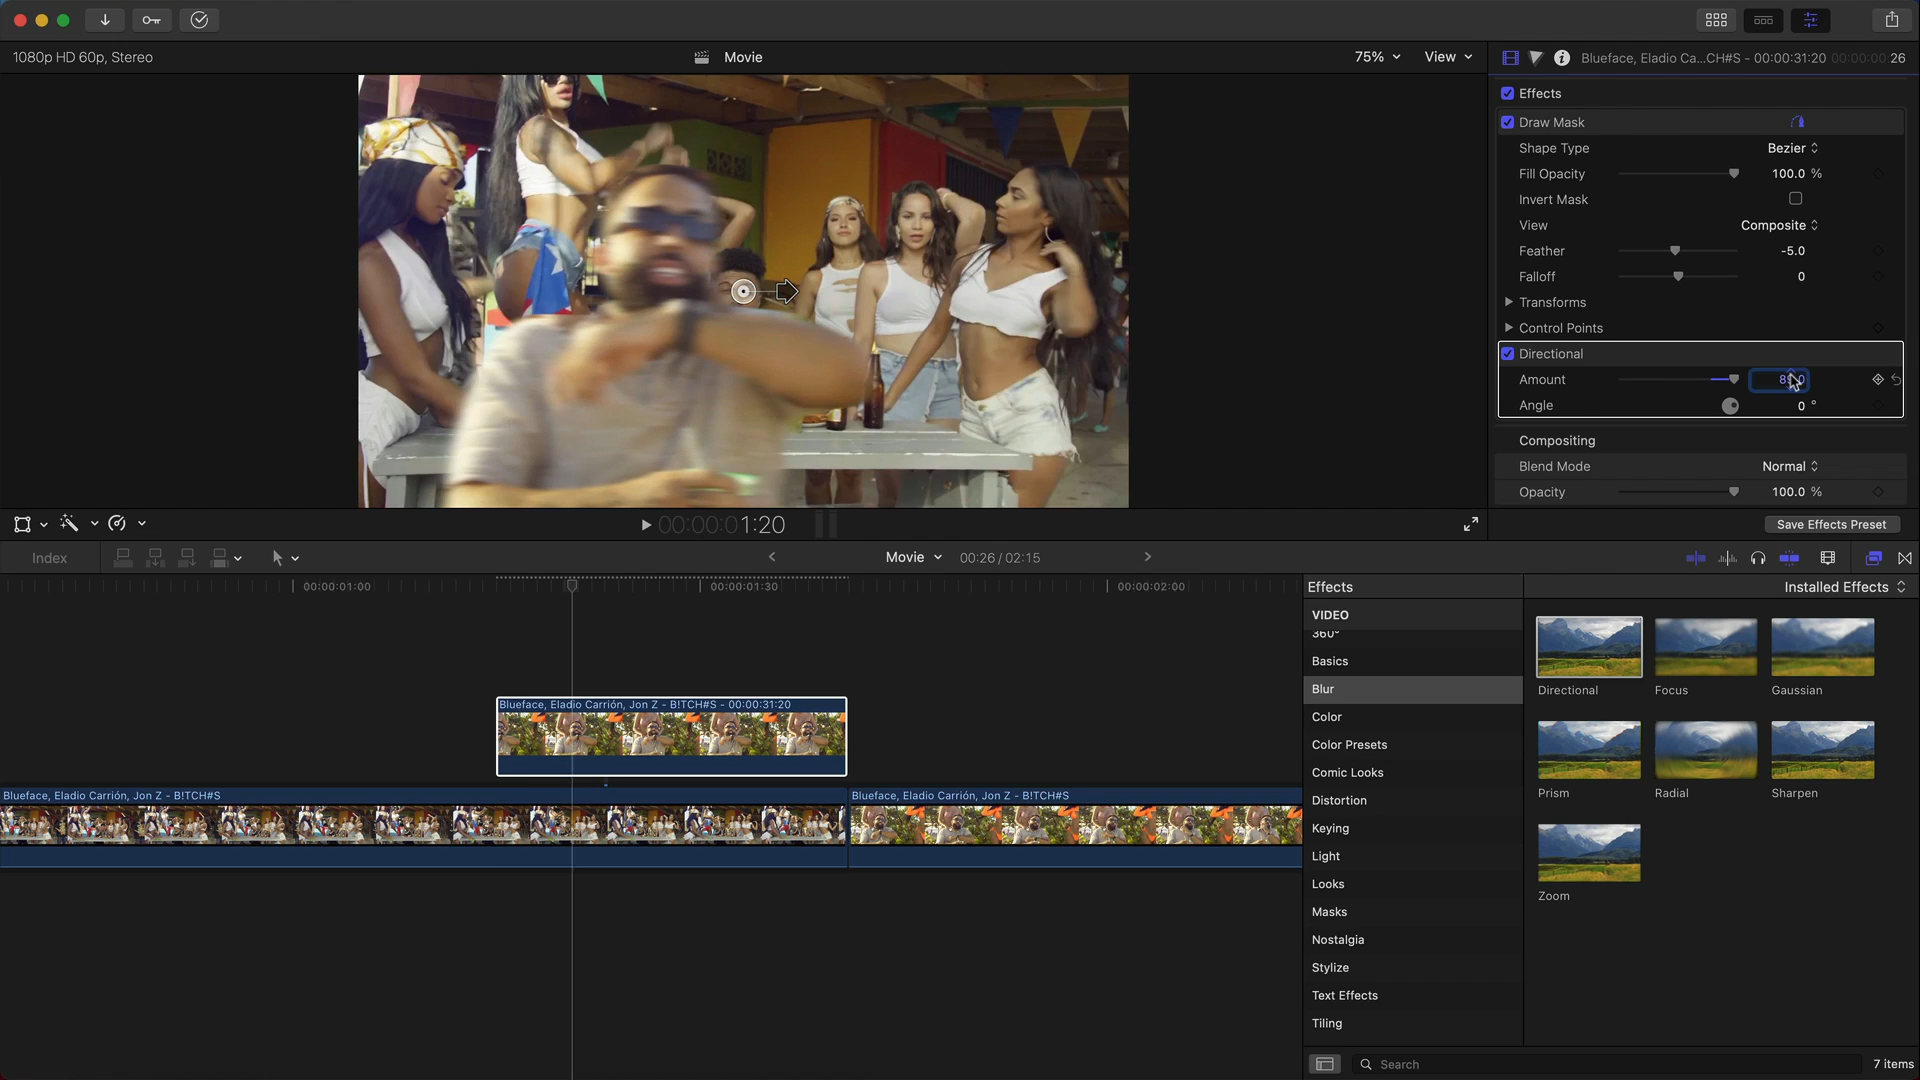 1080p HD 60p, Stereo
Movie
75%
View
Blueface, Eladio Ca...CH#S - 00:00:31:20
00:00:00:26
Effects
Draw Mask
Shape Type
Bezier
Fill Opacity
100.0 %
Invert Mask
View
Composite
Feather
-5.0
Falloff
0
Transforms
Control Points
Directional
Amount
Angle
0 °
Compositing
Blend Mode
Normal
Opacity
100.0 %
00:00:01:20
Save Effects Preset
Index
Movie
00:26 / 02:15
00:00:01:00
00:00:01:30
00:00:02:00
Blueface, Eladio Carrión, Jon Z - B!TCH#S - 00:00:31:20
Blueface, Eladio Carrión, Jon Z - B!TCH#S
Blueface, Eladio Carrión, Jon Z - B!TCH#S
Effects
Installed Effects
VIDEO
360°
Basics
Blur
Color
Color Presets
Comic Looks
Distortion
Keying
Light
Looks
Masks
Nostalgia
Stylize
Text Effects
Tiling
Directional
Focus
Gaussian
Prism
Radial
Sharpen
Zoom
Search
7 items